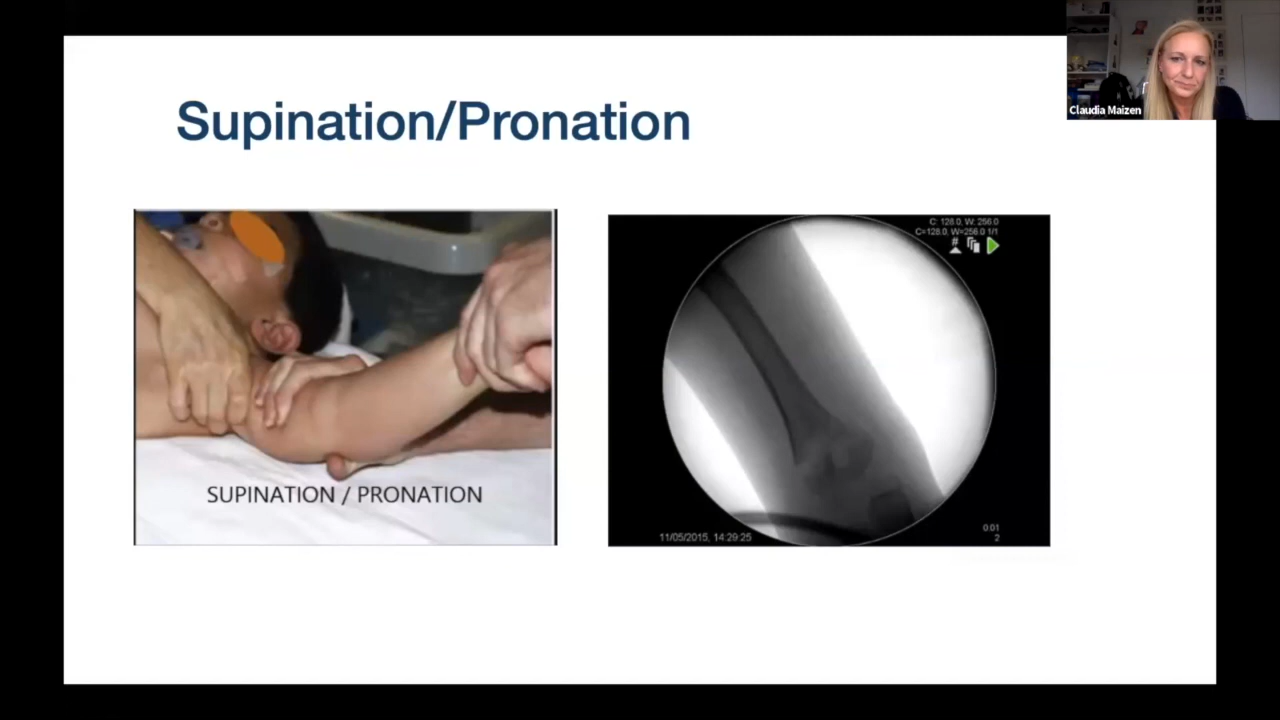 Supination/Pronation
Claudia Maizen
SUPINATION / PRONATION
C: 128.0, W: 256.0
C=128.0, W=256.0 1/1
#
11/05/2015, 14:29:25
0:01
2